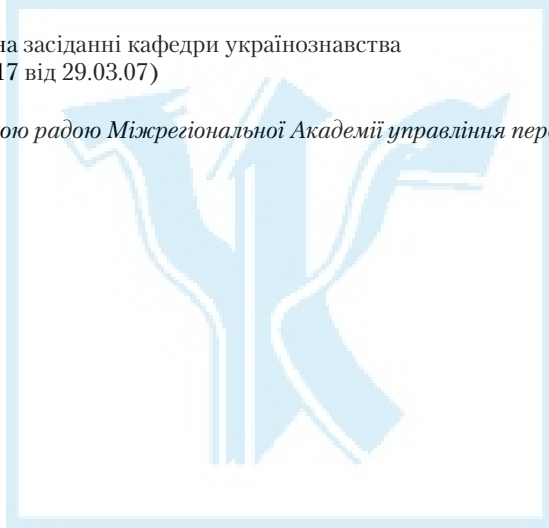 на засіданні кафедри українознавства
17 від 29.03.07)
ою радою Міжрегіональної Академії управління пер